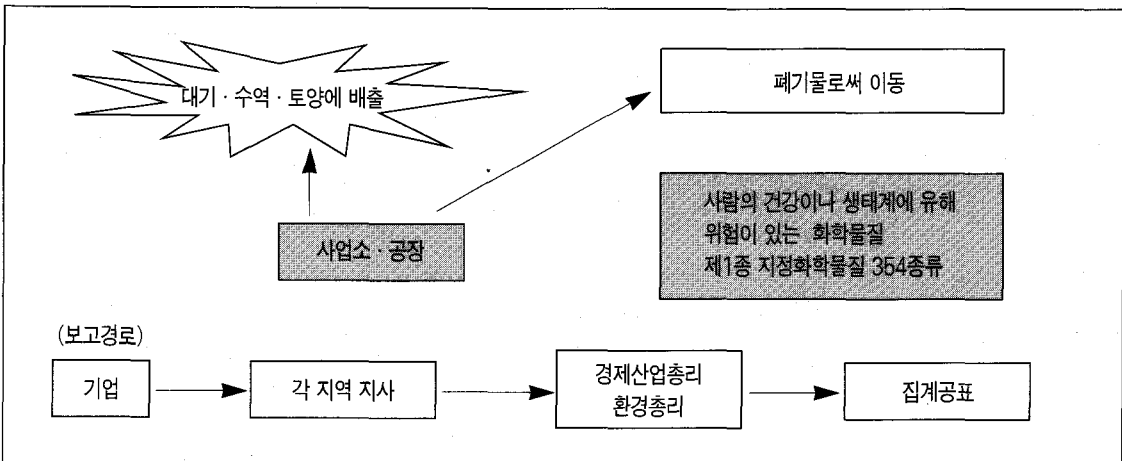 대기 · 수역 · 토양에 배출
폐기물로써 이동
사람의 건강이나 생태계에 유해
위험이 있는 화학물질
제1종 지정화학물질 354종류
사업소 · 공장
(보고경로)
기업
각 지역 지사
경제산업총리
환경총리
집계공표